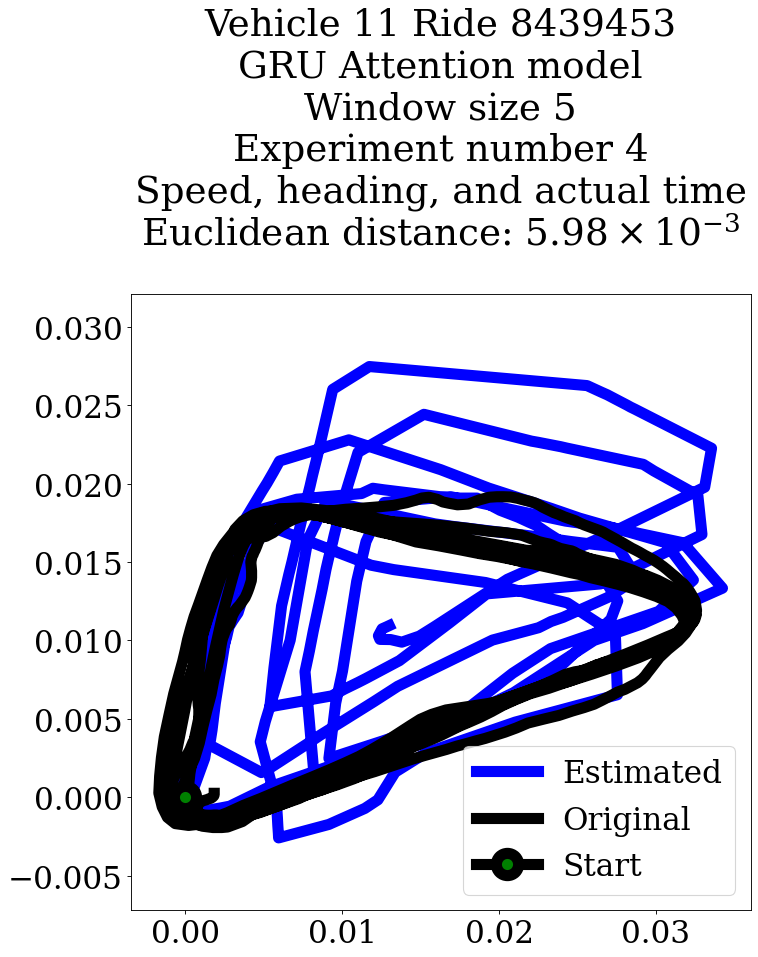 Vehicle 11 Ride 8439453
GRU Attention model
Window size 5
Experiment number 4
Speed, heading, and actual time
Euclidean distance: 5.98 × 10⁻³
0.030
0.025
0.020
0.015
0.010
0.005
0.000
−0.005
Estimated
Original
Start
0.00 0.01 0.02 0.03